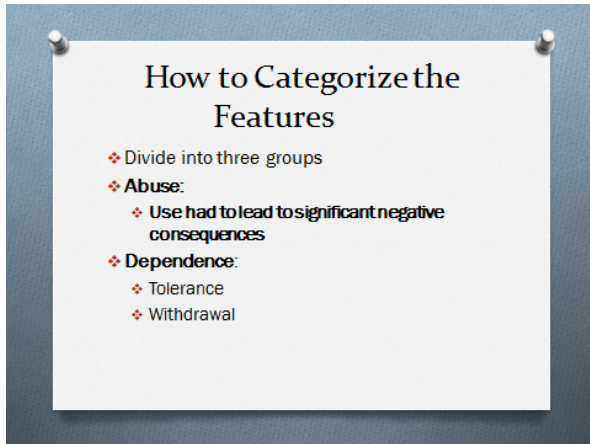 How to Categorize the
Features
Divide into three groups
Abuse:
Use had to lead to significant negative
consequences
Dependence:
Tolerance
Withdrawal